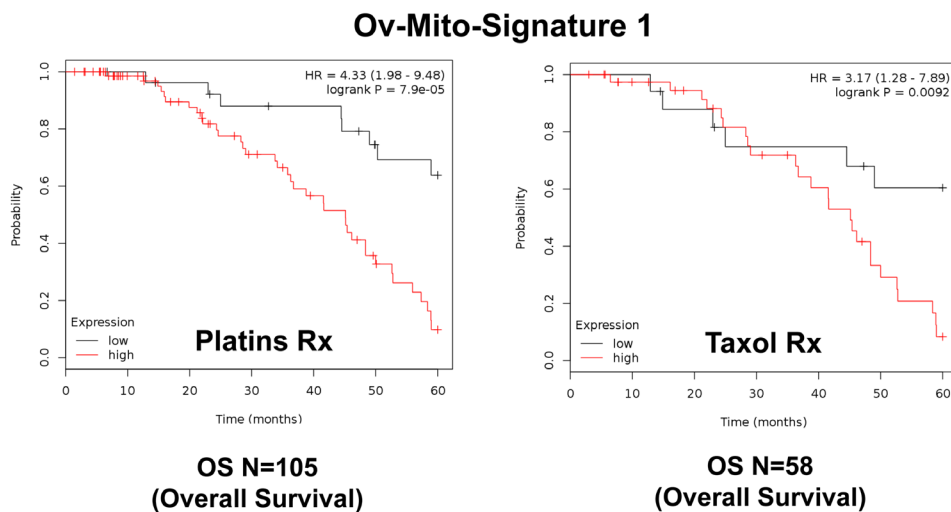 Ov-Mito-Signature 1
HR = 4.33 (1.98 - 9.48)
logrank P = 7.9e-05
Probability
1.0
0.8
0.6
0.4
0.2
0.0
Expression
low
high
Platins Rx
0 10 20 30 40 50 60
Time (months)
OS N=105
(Overall Survival)
HR = 3.17 (1.28 - 7.89)
logrank P = 0.0092
Probability
1.0
0.8
0.6
0.4
0.2
0.0
Expression
low
high
Taxol Rx
0 10 20 30 40 50 60
Time (months)
OS N=58
(Overall Survival)